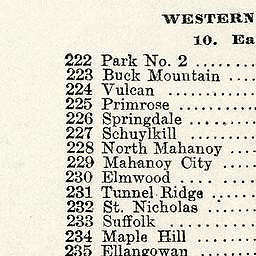 WESTERN
10. Ea
222 Park No. 2 .....
223 Buck Mountain ....
224 Vulcan ..........
225 Primrose .........
226 Springdale .......
227 Schuylkill ........
228 North Mahanoy ....
229 Mahanoy City .....
230 Elmwood ..........
231 Tunnel Ridge ......
232 St. Nicholas .......
233 Suffolk ..........
234 Maple Hill ........
235 Ellangowan .......